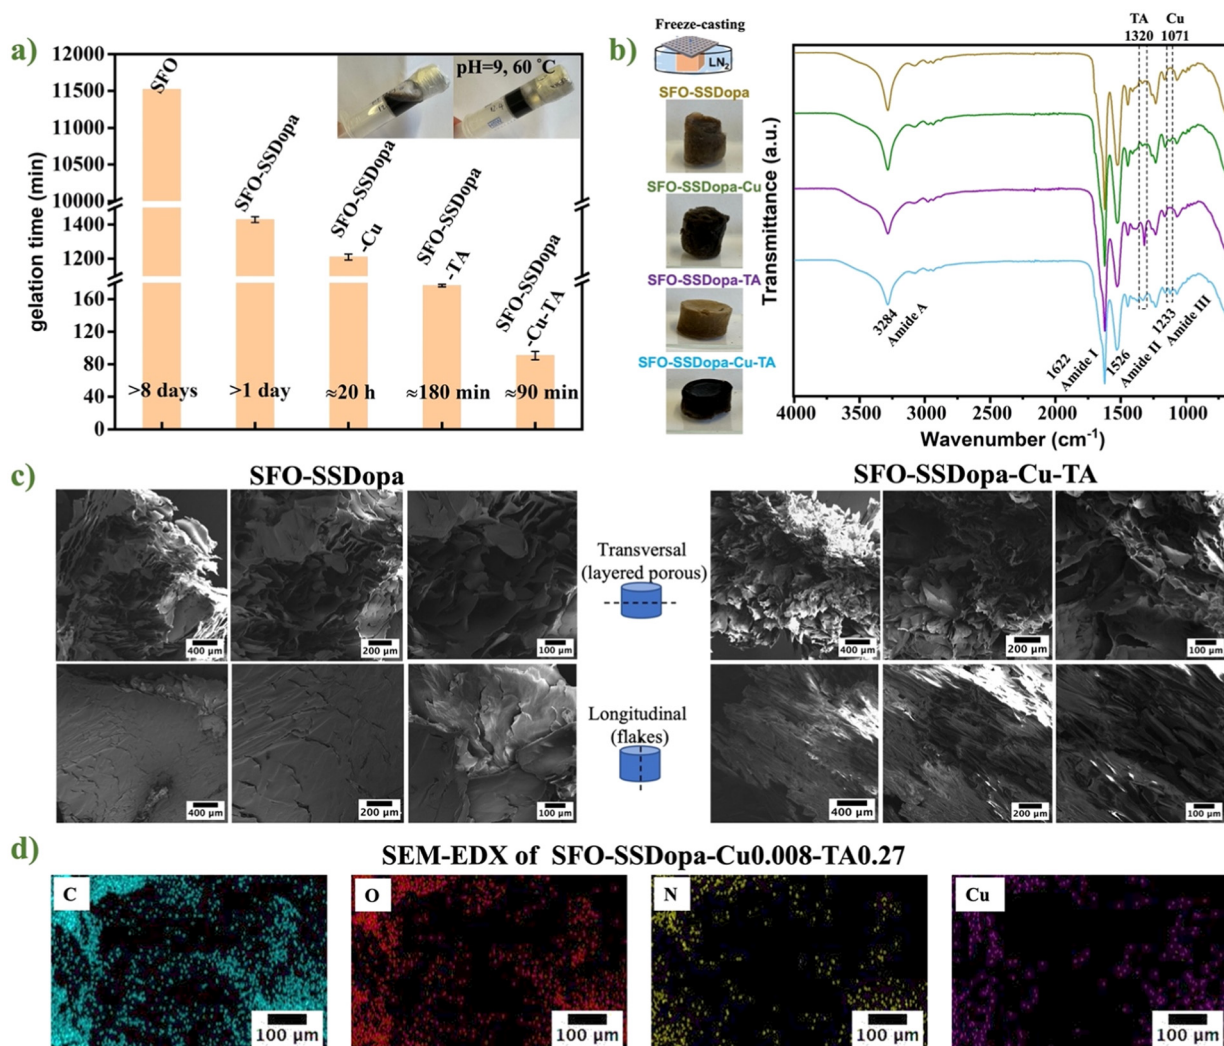 a)
12000
11500
11000
10500
10000
1400
1200
160
120
80
40
0
gelation time (min)
SFO
SFO-SSDopa
SFO-SSDopa
-Cu
SFO-SSDopa
-TA
SFO-SSDopa
-Cu-TA
>8 days
>1 day
≈20 h
≈180 min
≈90 min
pH=9, 60 °C
b)
Freeze-casting
LN2
SFO-SSDopa
SFO-SSDopa-Cu
SFO-SSDopa-TA
SFO-SSDopa-Cu-TA
TA
1320
Cu
1071
Transmittance (a.u.)
3284
Amide A
1622
Amide I
1526
Amide II
1233
Amide III
4000 3500 3000 2500 2000 1500 1000
Wavenumber (cm-1)
c)
SFO-SSDopa
SFO-SSDopa-Cu-TA
400 μm
200 μm
100 μm
Transversal
(layered porous)
400 μm
200 μm
100 μm
400 μm
200 μm
100 μm
Longitudinal
(flakes)
400 μm
200 μm
100 μm
d)
SEM-EDX of SFO-SSDopa-Cu0.008-TA0.27
C
O
N
Cu
100 μm
100 μm
100 μm
100 μm